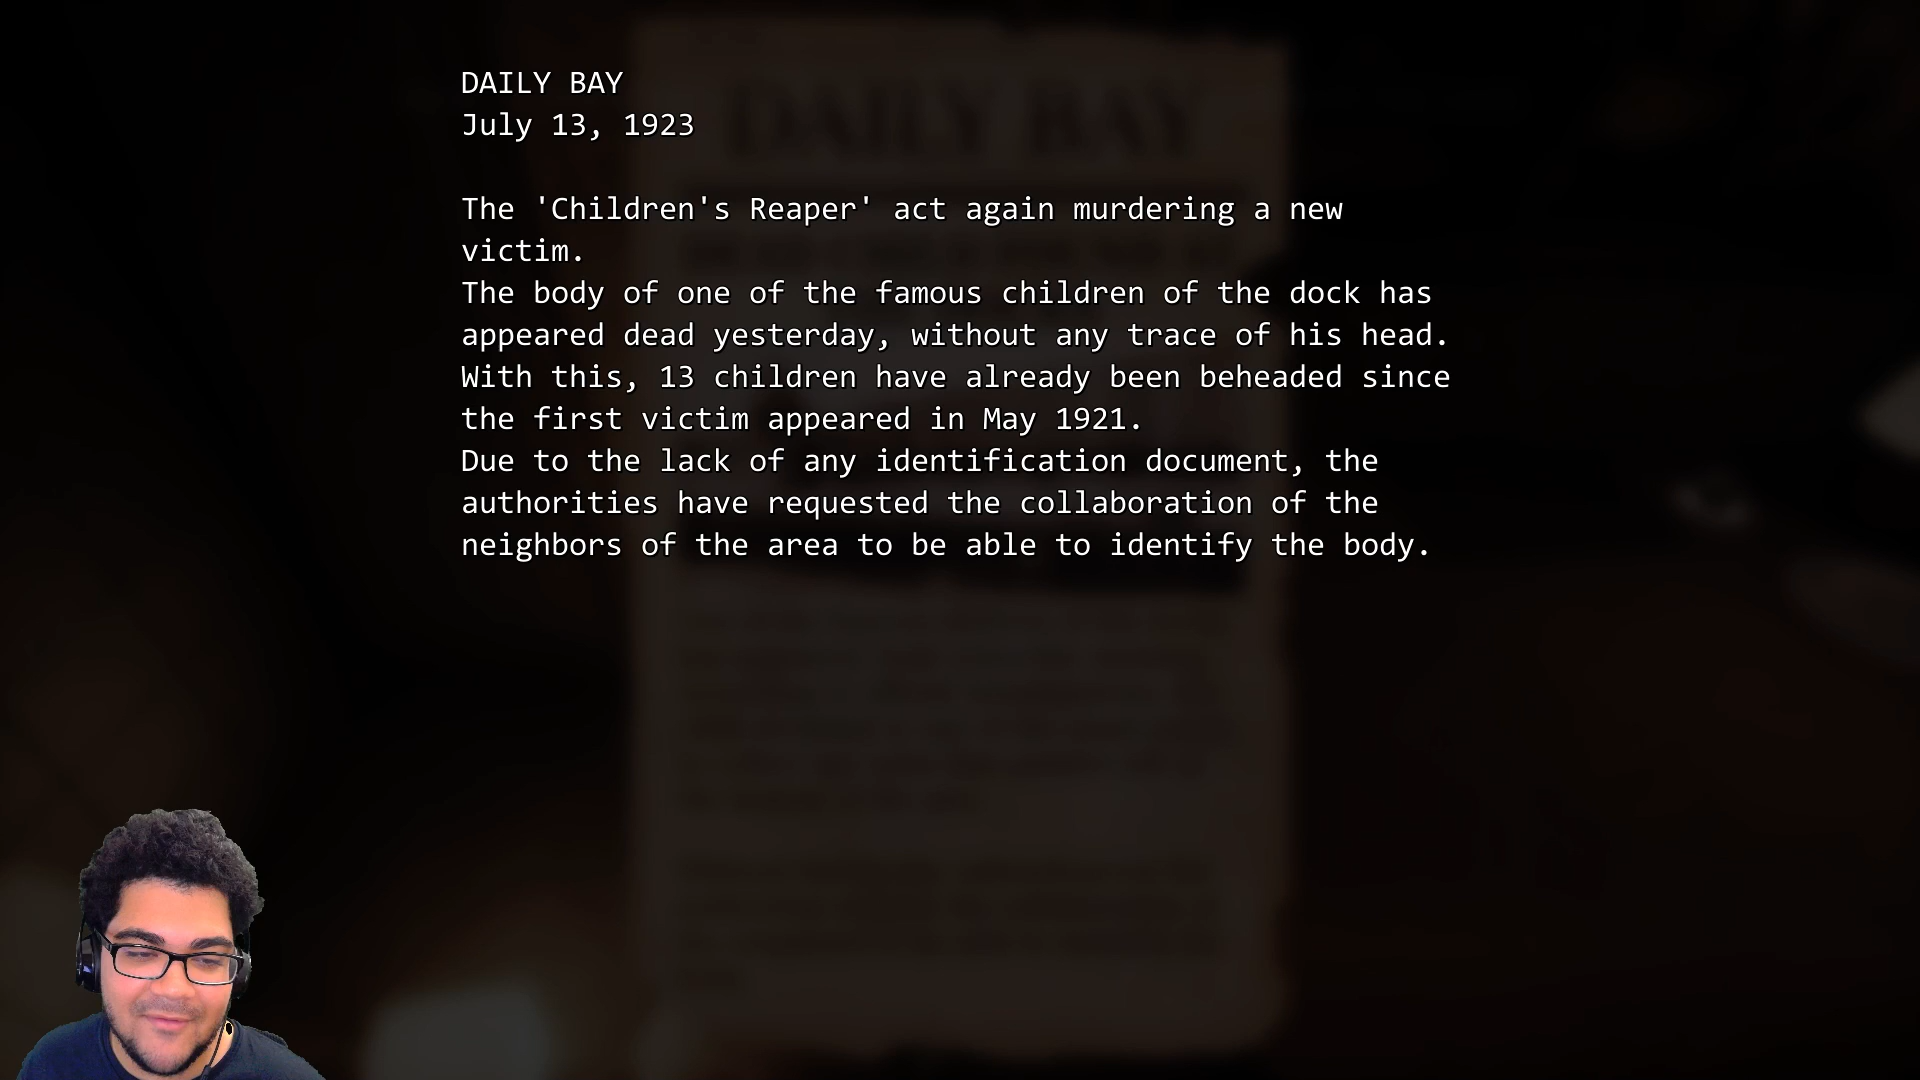 DAILY BAY
July 13, 1923
The 'Children's Reaper' act again murdering a new
victim.
The body of one of the famous children of the dock has
appeared dead yesterday, without any trace of his head.
With this, 13 children have already been beheaded since
the first victim appeared in May 1921.
Due to the lack of any identification document, the
authorities have requested the collaboration of the
neighbors of the area to be able to identify the body.
DAILY BAY